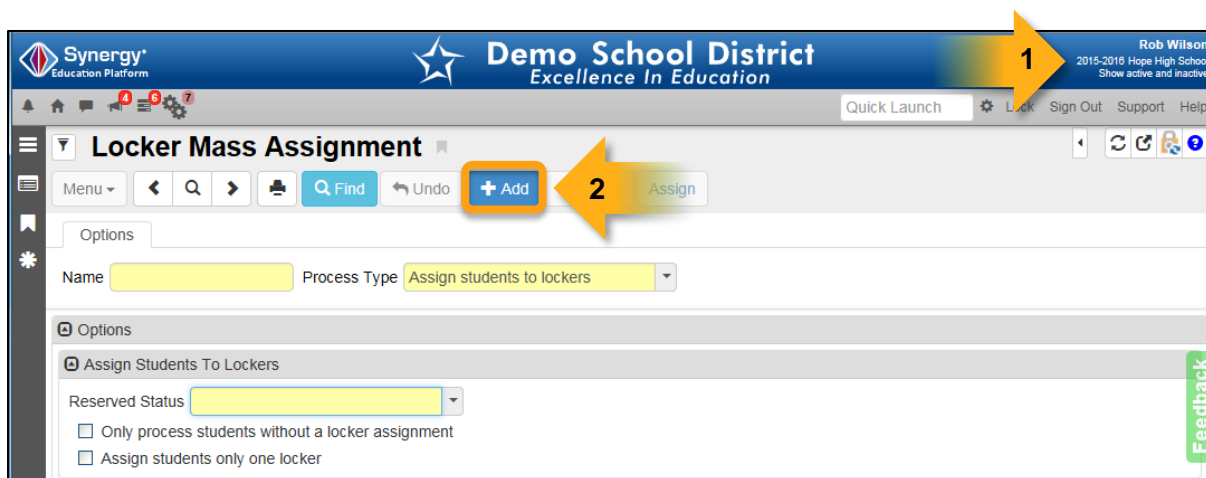 Synergy
Education Platform
Demo School District
Excellence In Education
1
Rob Wilson
2015-2016 Hope High School
Show active and inactive
4 6 7
Quick Launch
Lock Sign Out Support Help
Locker Mass Assignment
Menu Find Undo Add 2 Assign
Options
Name Process Type Assign students to lockers
Options
Assign Students To Lockers
Reserved Status
Only process students without a locker assignment
Assign students only one locker
Feedback